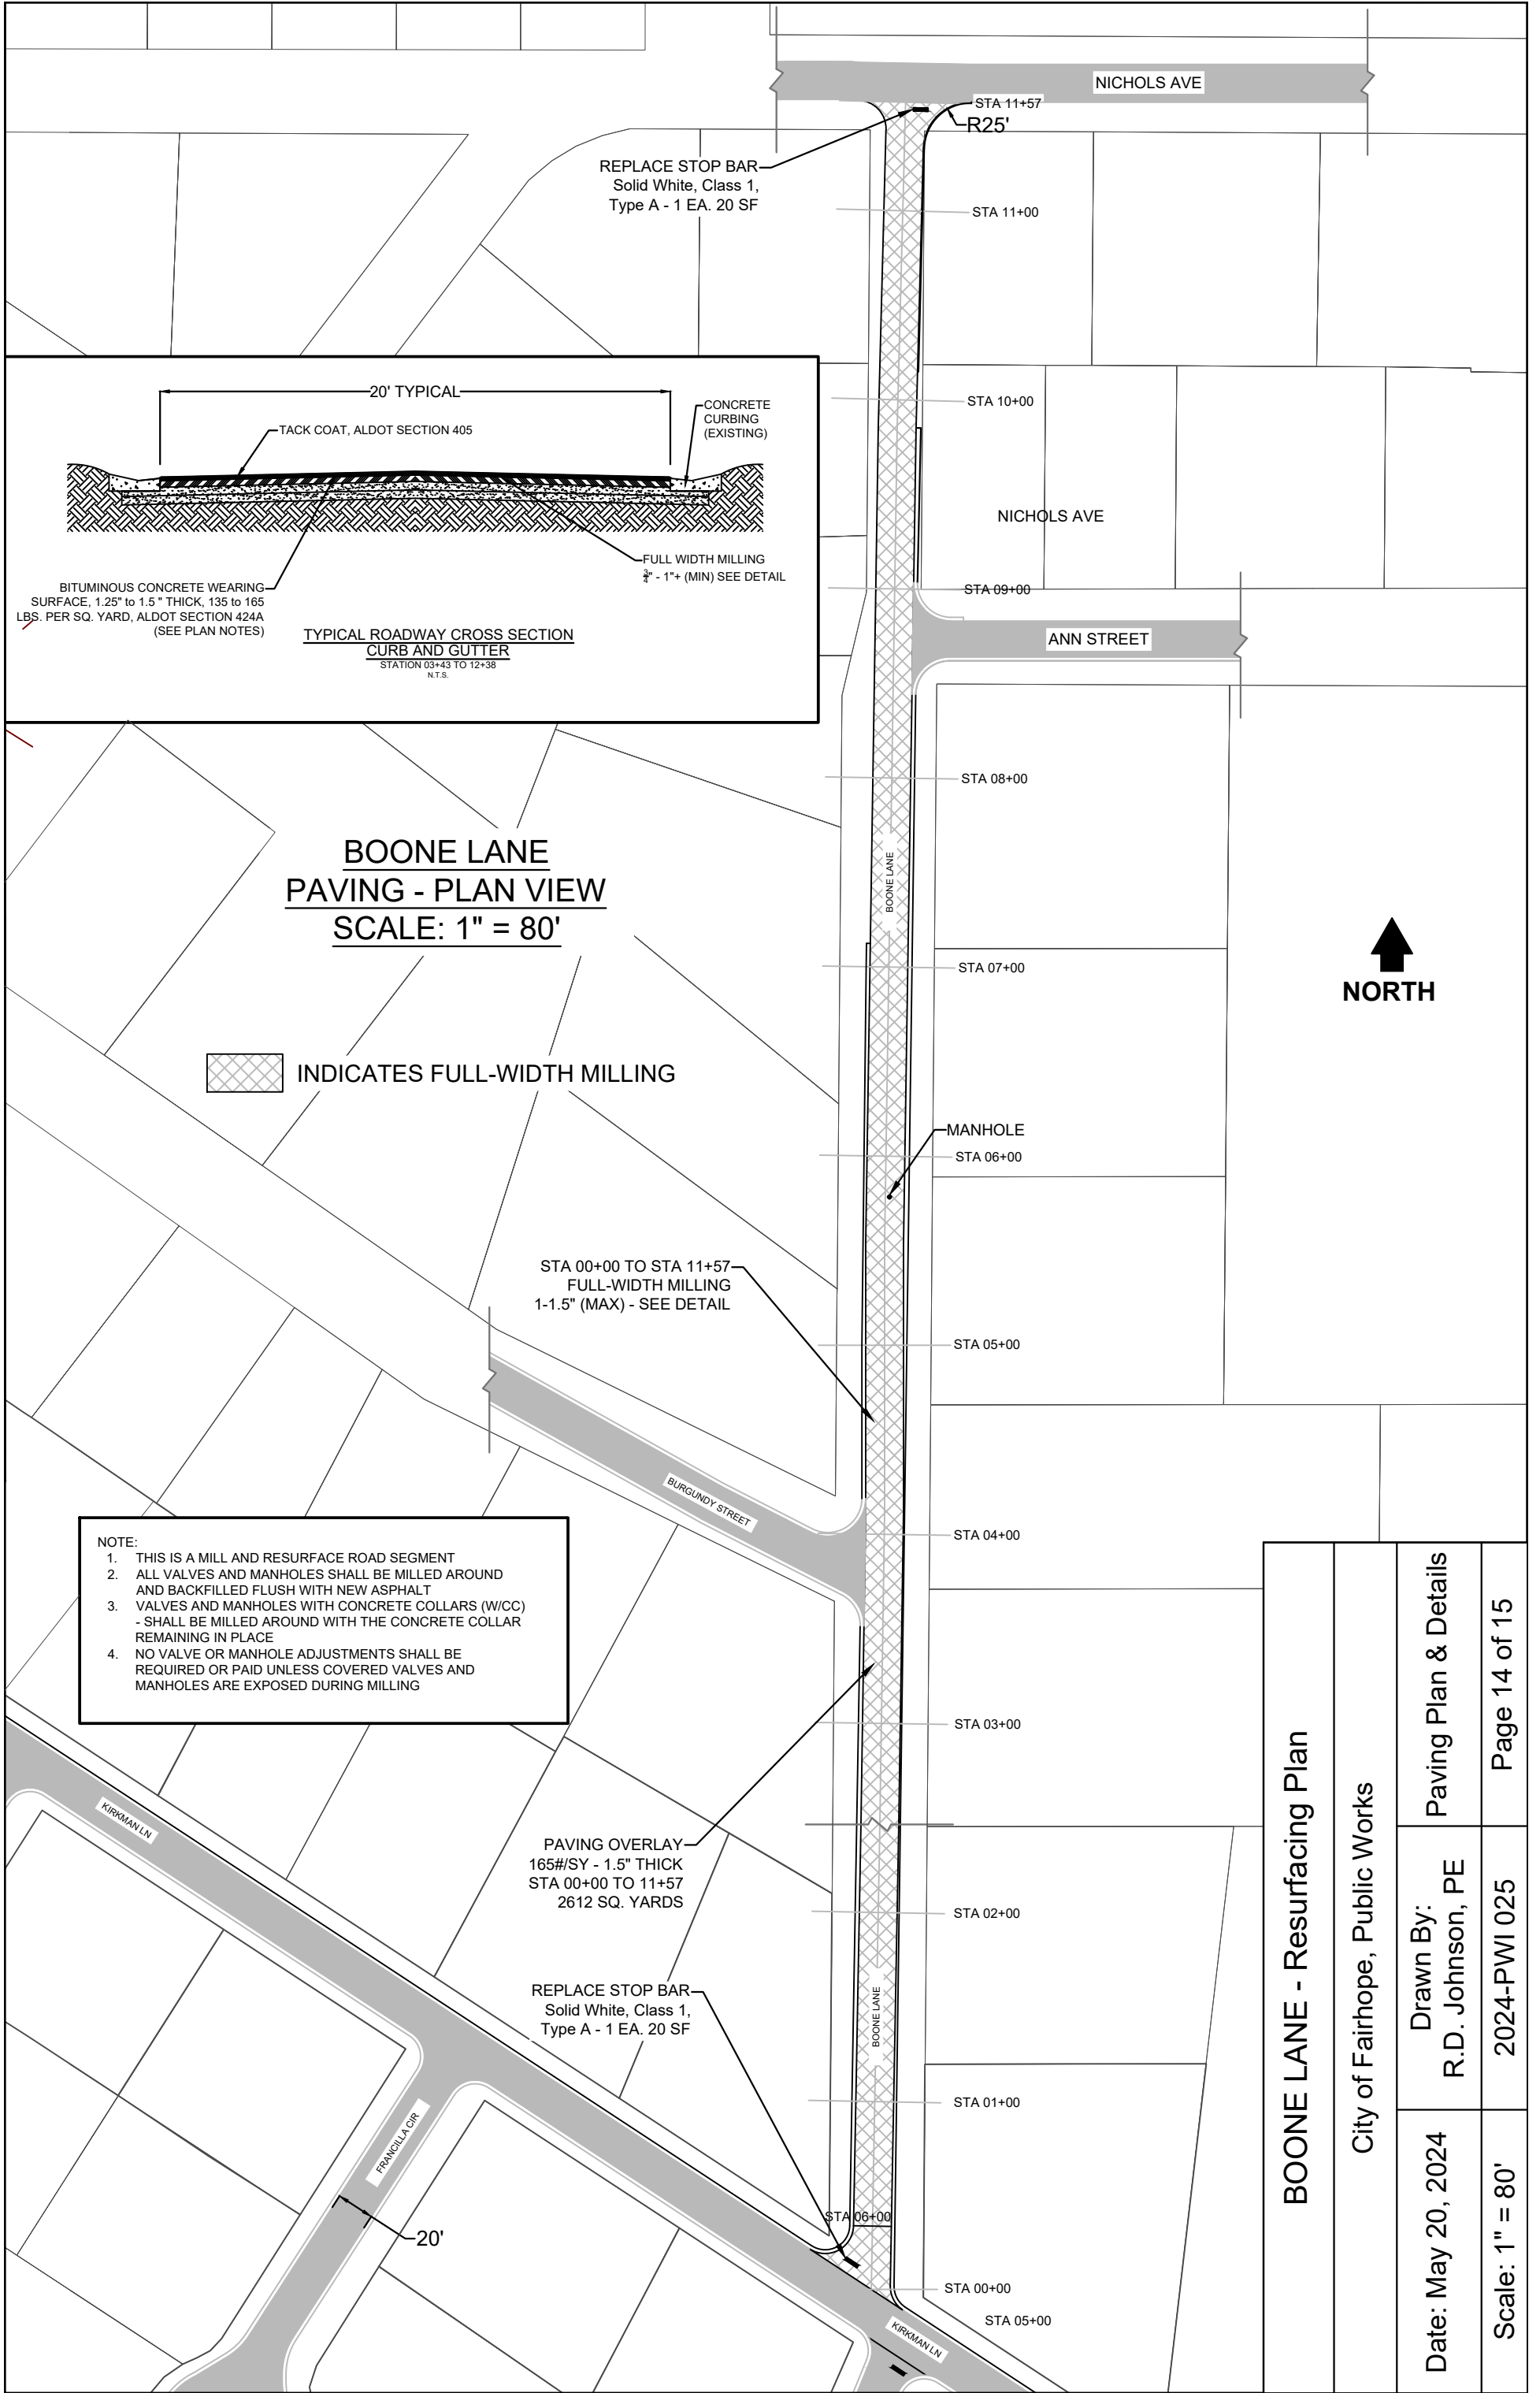 NICHOLS AVE
STA 11+57
R25'
REPLACE STOP BAR
Solid White, Class 1,
Type A - 1 EA. 20 SF
STA 11+00
20' TYPICAL
TACK COAT, ALDOT SECTION 405
CONCRETE
CURBING
(EXISTING)
FULL WIDTH MILLING
3/4" - 1"+ (MIN) SEE DETAIL
BITUMINOUS CONCRETE WEARING
SURFACE, 1.25" to 1.5 " THICK, 135 to 165
LBS. PER SQ. YARD, ALDOT SECTION 424A
(SEE PLAN NOTES)
TYPICAL ROADWAY CROSS SECTION
CURB AND GUTTER
STATION 03+43 TO 12+38
N.T.S.
STA 10+00
NICHOLS AVE
STA 09+00
ANN STREET
STA 08+00
BOONE LANE
PAVING - PLAN VIEW
SCALE: 1" = 80'
BOONE LANE
STA 07+00
NORTH
INDICATES FULL-WIDTH MILLING
MANHOLE
STA 06+00
STA 00+00 TO STA 11+57
FULL-WIDTH MILLING
1-1.5" (MAX) - SEE DETAIL
STA 05+00
BURGUNDY STREET
STA 04+00
NOTE:
1. THIS IS A MILL AND RESURFACE ROAD SEGMENT
2. ALL VALVES AND MANHOLES SHALL BE MILLED AROUND
AND BACKFILLED FLUSH WITH NEW ASPHALT
3. VALVES AND MANHOLES WITH CONCRETE COLLARS (W/CC)
- SHALL BE MILLED AROUND WITH THE CONCRETE COLLAR
REMAINING IN PLACE
4. NO VALVE OR MANHOLE ADJUSTMENTS SHALL BE
REQUIRED OR PAID UNLESS COVERED VALVES AND
MANHOLES ARE EXPOSED DURING MILLING
STA 03+00
KIRKMAN LN
PAVING OVERLAY
165#/SY - 1.5" THICK
STA 00+00 TO 11+57
2612 SQ. YARDS
STA 02+00
REPLACE STOP BAR
Solid White, Class 1,
Type A - 1 EA. 20 SF
BOONE LANE
STA 01+00
FRANCILLA CIR
20'
STA 06+00
STA 00+00
STA 05+00
KIRKMAN LN
BOONE LANE - Resurfacing Plan
City of Fairhope, Public Works
Date: May 20, 2024
Drawn By:
R.D. Johnson, PE
Paving Plan & Details
Scale: 1" = 80'
2024-PWI 025
Page 14 of 15